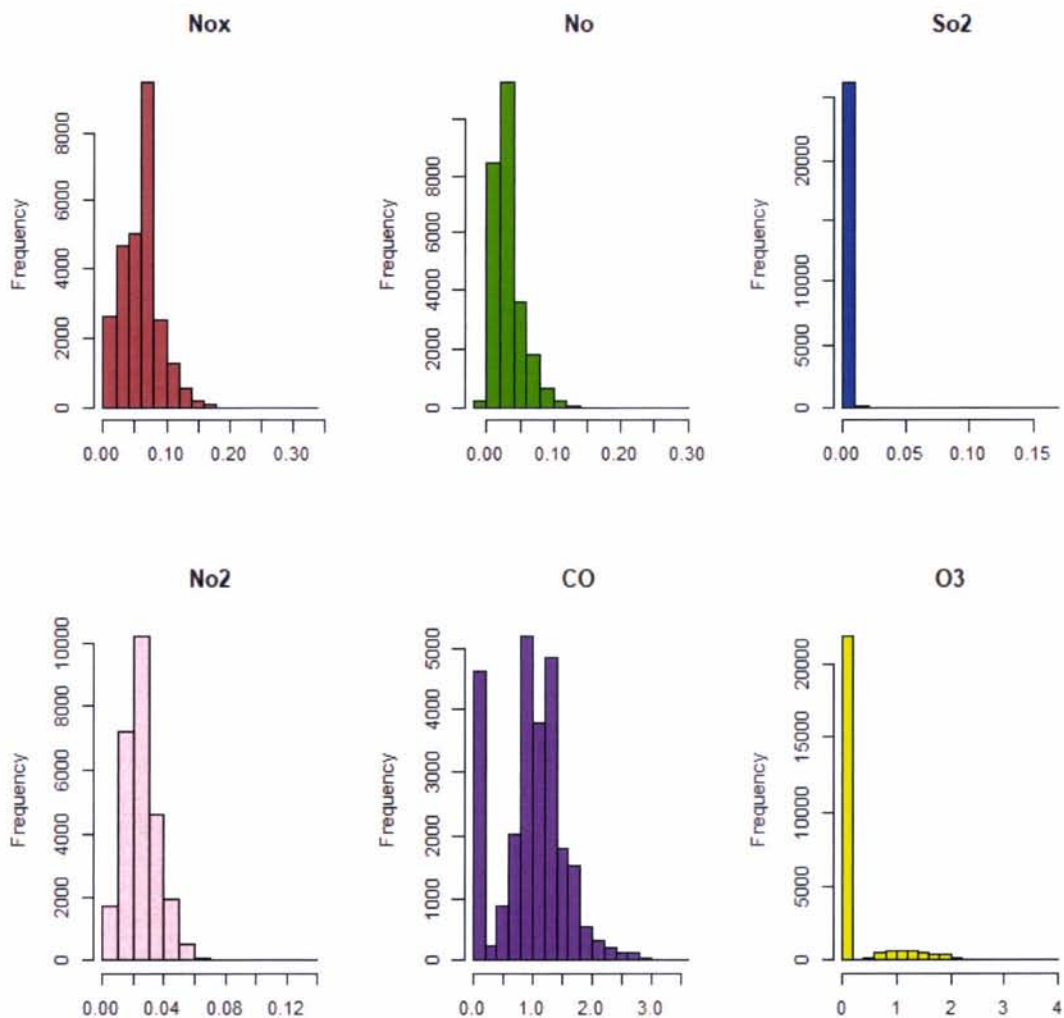 Nox
No
So2
Frequency
0 2000 4000 6000 8000
0.00 0.10 0.20 0.30
Frequency
0 2000 4000 6000 8000
0.00 0.10 0.20 0.30
Frequency
0 5000 10000 20000
0.00 0.05 0.10 0.15
No2
CO
O3
Frequency
0 2000 4000 6000 8000 10000
0.00 0.04 0.08 0.12
Frequency
0 1000 2000 3000 4000 5000
0.0 1.0 2.0 3.0
Frequency
0 5000 10000 15000 20000
0 1 2 3 4